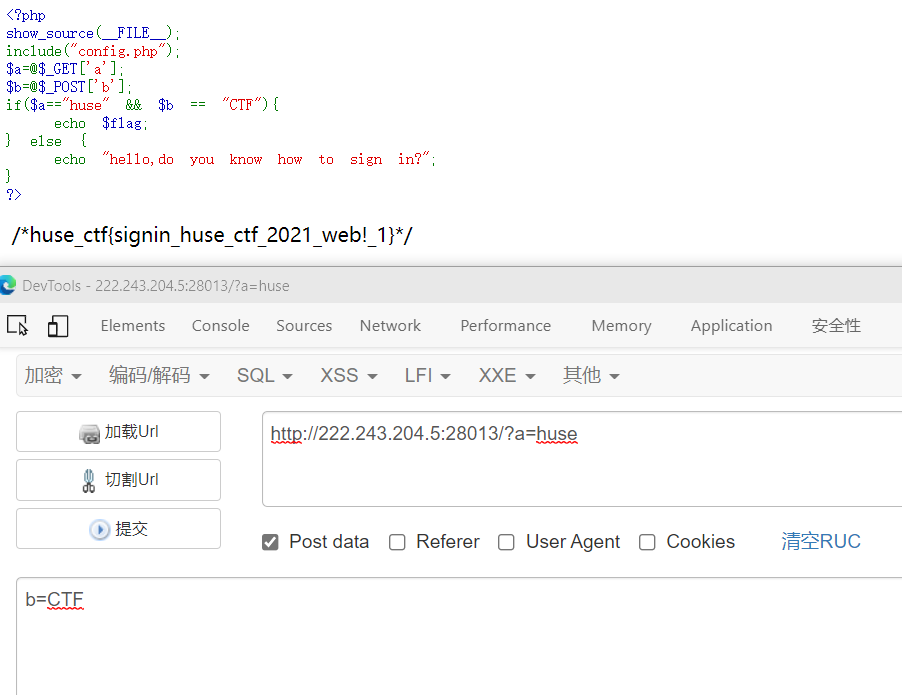 <?php
show_source(__FILE__);
include("config.php");
$a=@$_GET['a'];
$b=@$_POST['b'];
if($a=="huse" && $b == "CTF"){
echo $flag;
} else {
echo "hello,do you know how to sign in?";
}
?>
/*huse_ctf{signin_huse_ctf_2021_web!_1}*/
DevTools - 222.243.204.5:28013/?a=huse
Elements Console Sources Network Performance Memory Application 安全性
加密 编码/解码 SQL XSS LFI XXE 其他
加载Url
http://222.243.204.5:28013/?a=huse
切割Url
提交
Post data Referer User Agent Cookies 清空RUC
b=CTF